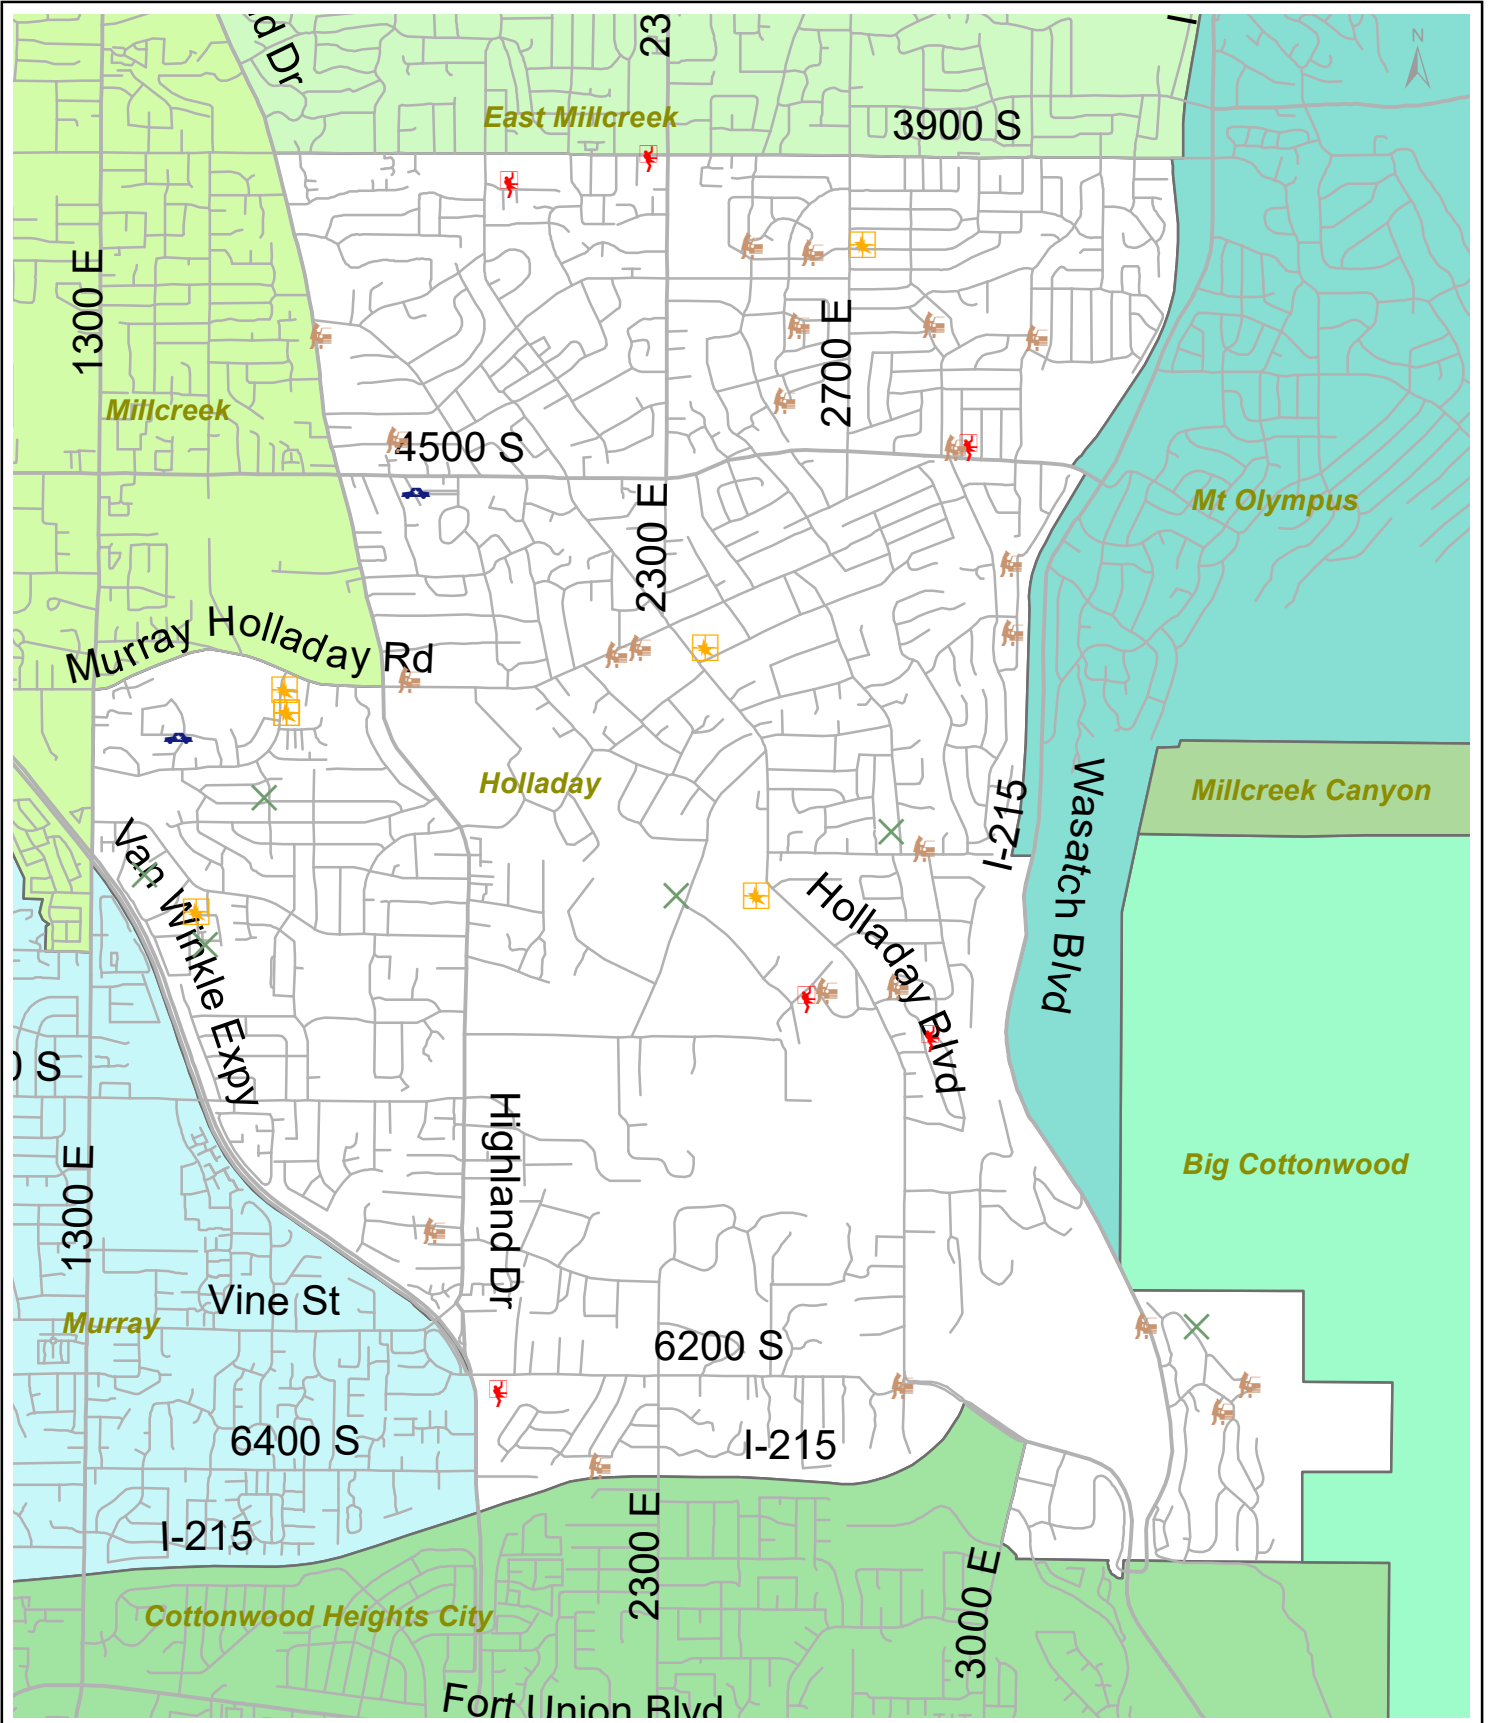 d Dr
23
I
N
East Millcreek
3900 S
1300 E
2700 E
Millcreek
4500 S
2300 E
Mt Olympus
Murray Holladay Rd
Holladay
I-215
Wasatch Blvd
Millcreek Canyon
Van Winkle Expy
Holladay Blvd
0 S
Highland Dr
1300 E
Big Cottonwood
Vine St
Murray
6200 S
6400 S
I-215
I-215
2300 E
3000 E
Cottonwood Heights City
Fort Union Blvd